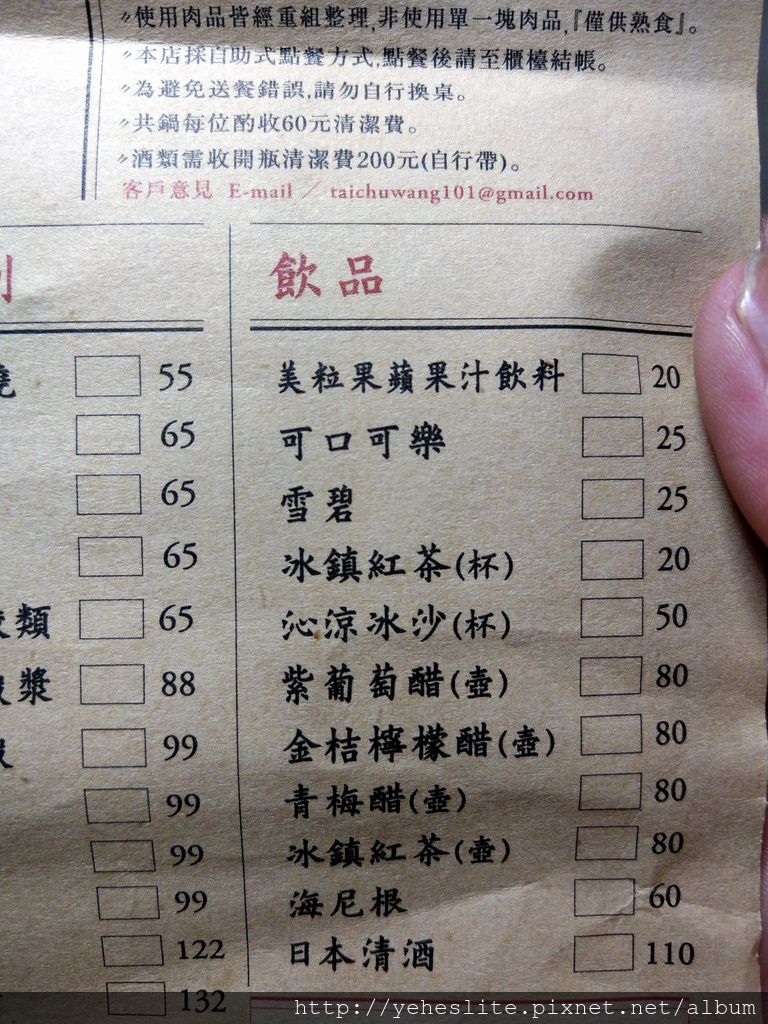 〃使用肉品皆經重組整理,非使用單一塊肉品,『僅供熟食』。
〃本店採自助式點餐方式,點餐後請至櫃檯結帳。
〃為避免送餐錯誤,請勿自行換桌。
〃共鍋每位酌收60元清潔費。
〃酒類需收開瓶清潔費200元(自行帶)。
客戶意見 E-mail / taichuwang101@gmail.com
55
65
65
65
類 65
漿 88
99
99
99
99
122
132
飲品
美粒果蘋果汁飲料 20
可口可樂 25
雪碧 25
冰鎮紅茶(杯) 20
沁涼冰沙(杯) 50
紫葡萄醋(壺) 80
金桔檸檬醋(壺) 80
青梅醋(壺) 80
冰鎮紅茶(壺) 80
海尼根 60
日本清酒 110
http://yeheslite.pixnet.net/album